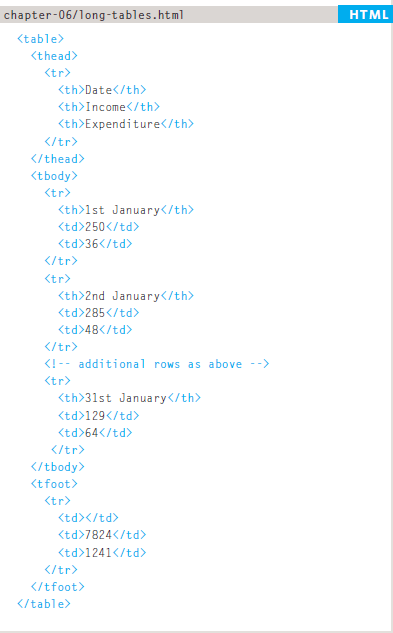 chapter-06/long-tables.html HTML
<table>
  <thead>
    <tr>
      <th>Date</th>
      <th>Income</th>
      <th>Expenditure</th>
    </tr>
  </thead>
  <tbody>
    <tr>
      <th>1st January</th>
      <td>250</td>
      <td>36</td>
    </tr>
    <tr>
      <th>2nd January</th>
      <td>285</td>
      <td>48</td>
    </tr>
    <!-- additional rows as above -->
    <tr>
      <th>31st January</th>
      <td>129</td>
      <td>64</td>
     </tr>
  </tbody>
  <tfoot>
    <tr>
      <td></td>
      <td>7824</td>
      <td>1241</td>
    </tr>
  </tfoot>
</table>